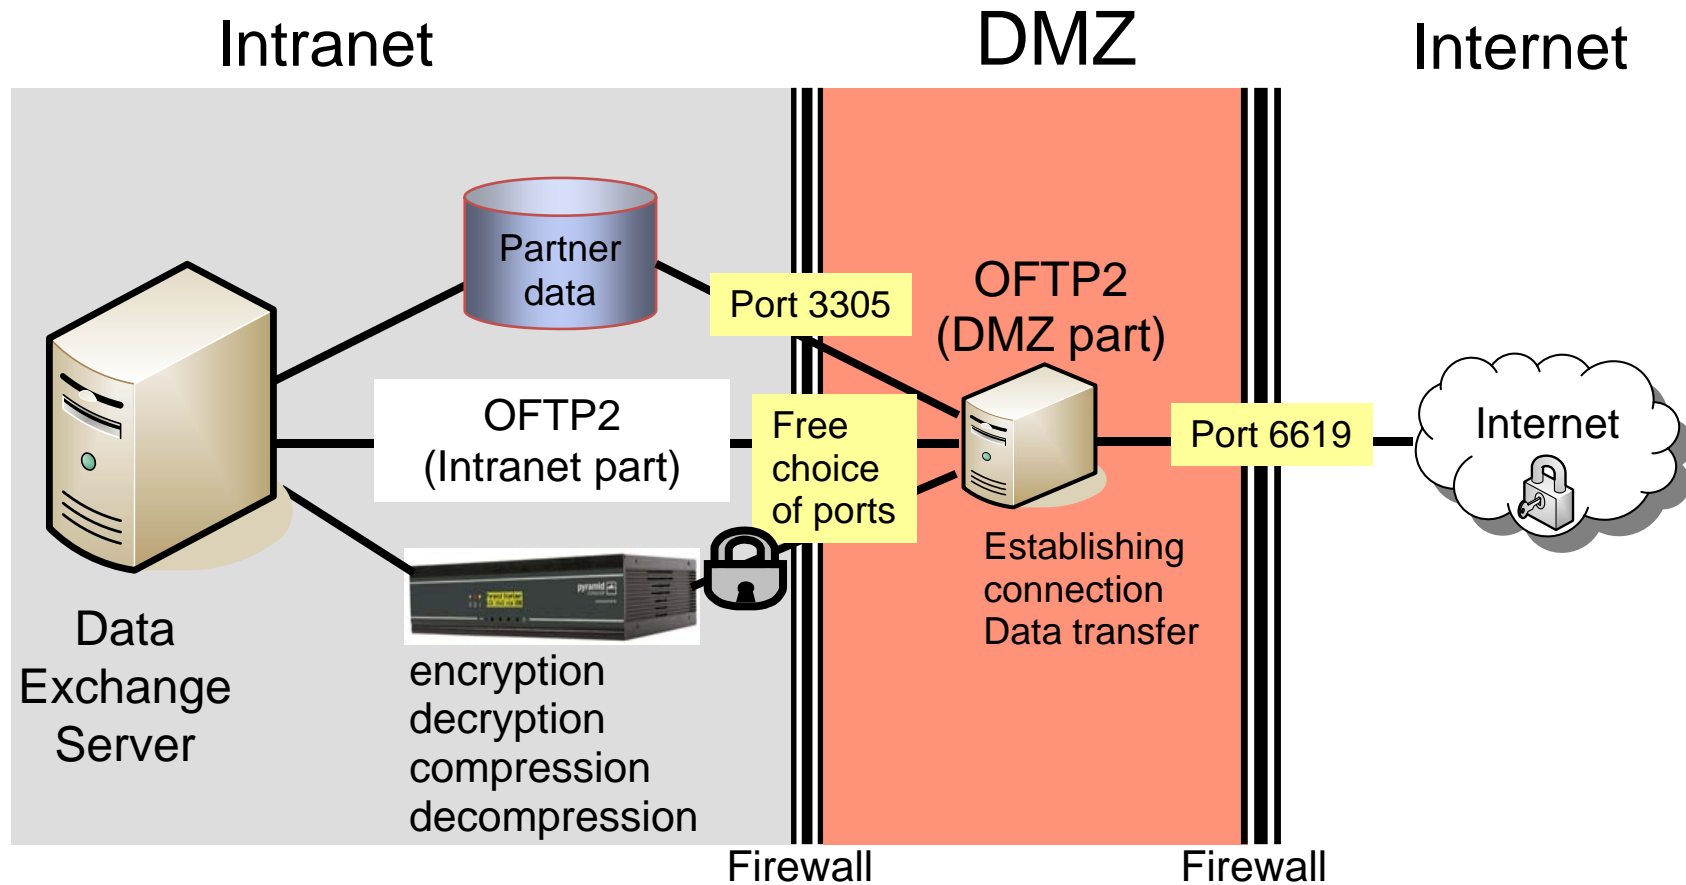 Intranet
DMZ
Internet
Partner
data
Port 3305
OFTP2
(DMZ part)
OFTP2
(Intranet part)
Free
choice
of ports
Port 6619
Internet
Establishing
connection
Data transfer
pyramid
Data
Exchange
Server
encryption
decryption
compression
decompression
Firewall
Firewall